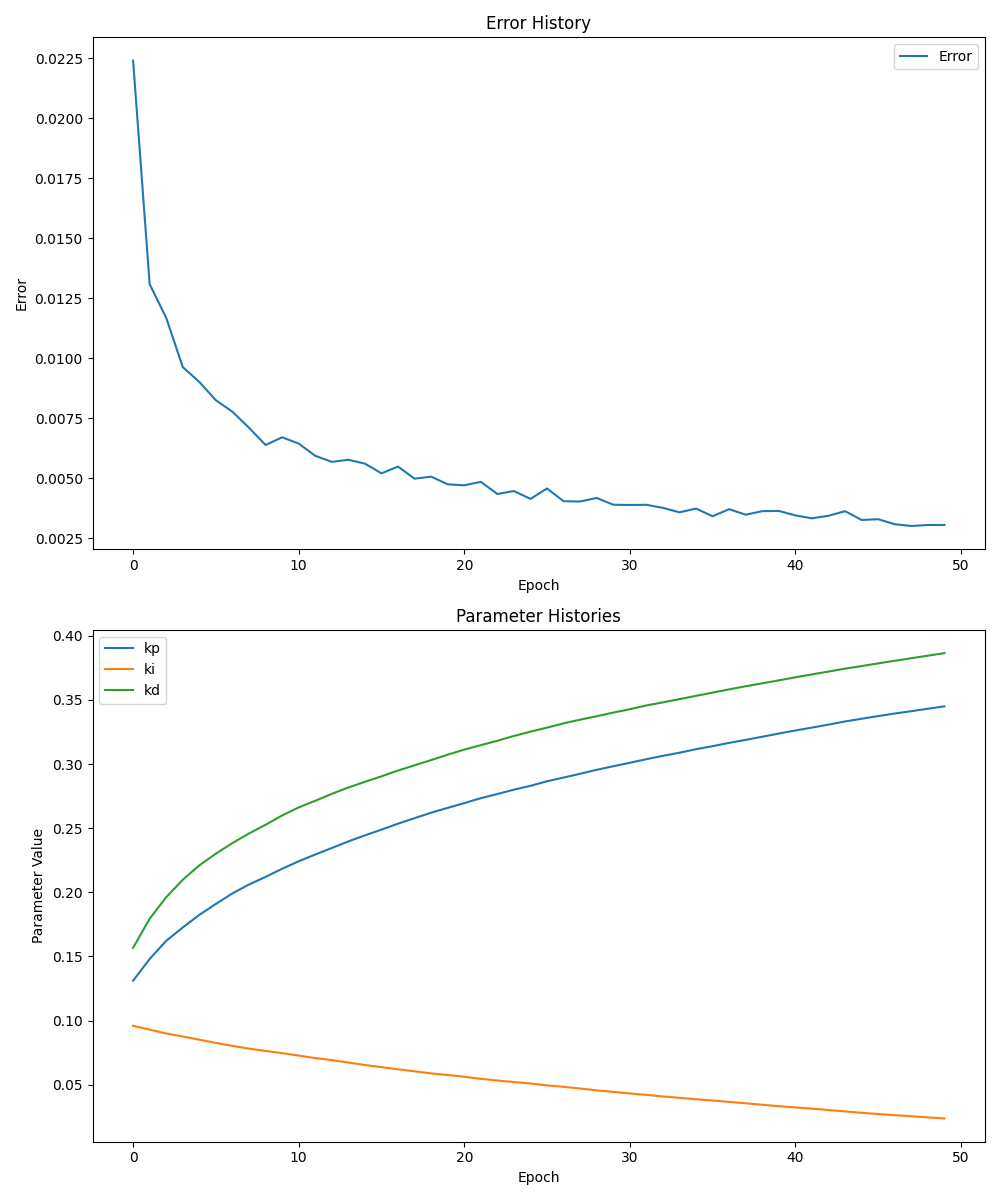 Error History
Error
0.0225
0.0200
0.0175
0.0150
0.0125
0.0100
0.0075
0.0050
0.0025
Error
0 10 20 30 40 50
Epoch
Parameter Histories
kp
ki
kd
0.40
0.35
0.30
0.25
0.20
0.15
0.10
0.05
Parameter Value
0 10 20 30 40 50
Epoch